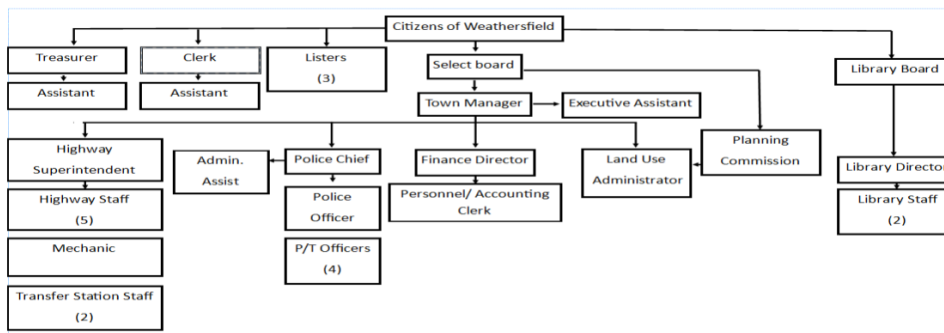 Citizens of Weathersfield
Treasurer
Clerk
Listers
(3)
Select board
Library Board
Assistant
Assistant
Town Manager
Executive Assistant
Highway
Superintendent
Admin.
Assist
Police Chief
Finance Director
Land Use
Administrator
Planning
Commission
Library Director
Highway Staff
(5)
Police
Officer
Personnel/ Accounting
Clerk
Library Staff
(2)
Mechanic
P/T Officers
(4)
Transfer Station Staff
(2)